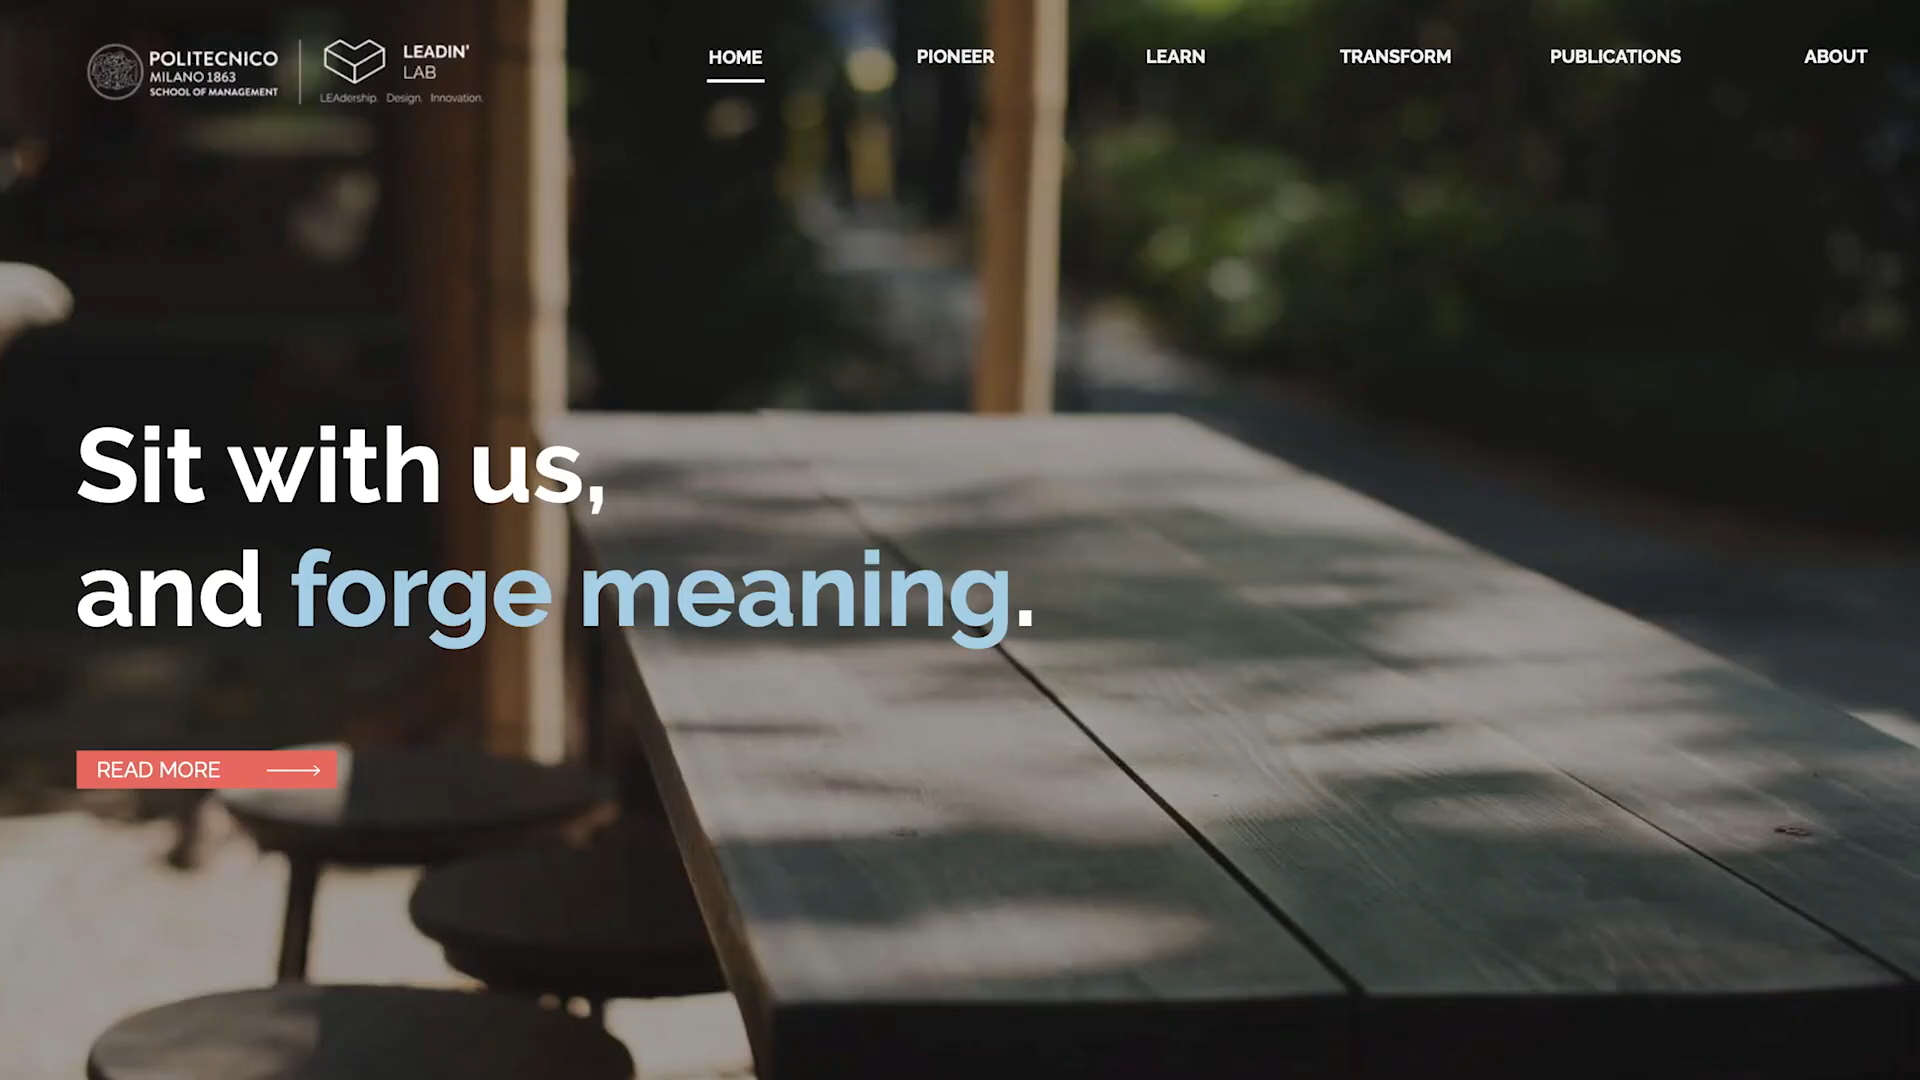 POLITECNICO
MILANO 1863
SCHOOL OF MANAGEMENT
LEADIN'
LAB
LEAdership. Design. Innovation.
HOME
PIONEER
LEARN
TRANSFORM
PUBLICATIONS
ABOUT
Sit with us,
and forge meaning.
READ MORE